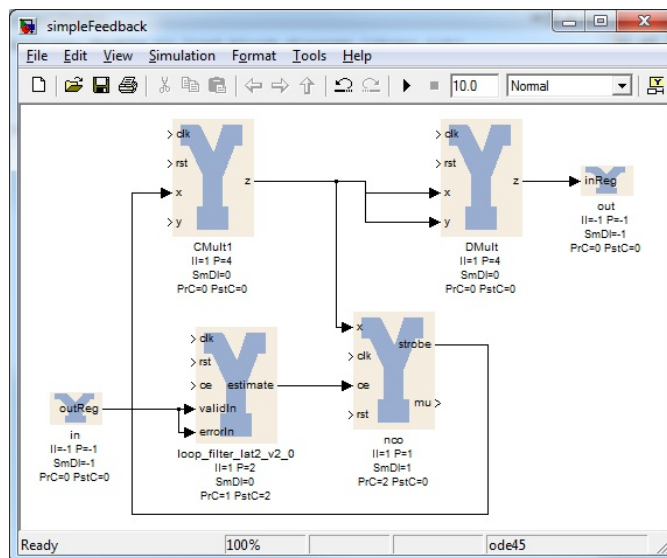 simpleFeedback
File Edit View Simulation Format Tools Help
10.0 Normal
clk
rst
x
y
z
CMult1
II=1 P=4
SmDl=0
PrC=0 PstC=0
clk
rst
x
y
z
DMult
II=1 P=4
SmDl=0
PrC=0 PstC=0
inReg
out
II=-1 P=-1
SmDl=-1
PrC=0 PstC=0
outReg
in
II=-1 P=-1
SmDl=-1
PrC=0 PstC=0
clk
rst
ce
validIn
errorIn
estimate
loop_filter_lat2_v2_0
II=1 P=2
SmDl=0
PrC=1 PstC=2
x
clk
ce
rst
strobe
mu
nco
II=1 P=1
SmDl=1
PrC=2 PstC=0
Ready 100% ode45